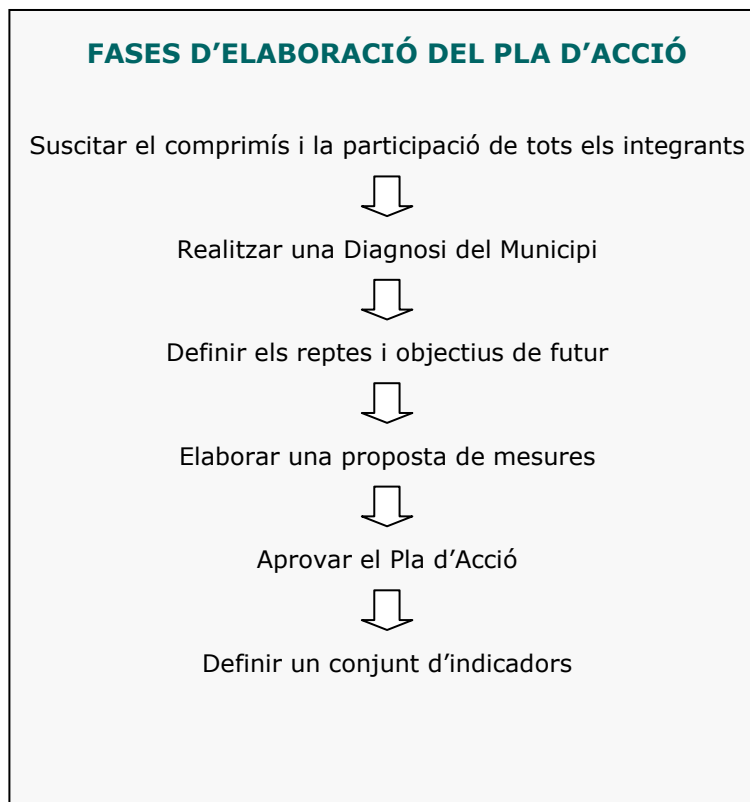 FASES D’ELABORACIÓ DEL PLA D’ACCIÓ
Suscitar el comprimís i la participació de tots els integrants
Realitzar una Diagnosi del Municipi
Definir els reptes i objectius de futur
Elaborar una proposta de mesures
Aprovar el Pla d’Acció
Definir un conjunt d’indicadors